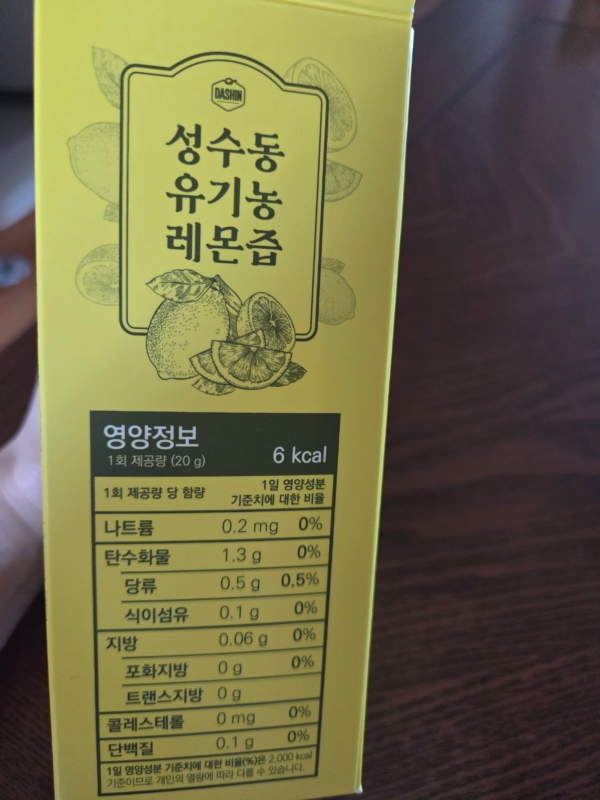 DASHIN
성수동
유기농
레몬즙
영양정보
1회 제공량 (20 g) 6 kcal
1회 제공량 당 함량 1일 영양성분
기준치에 대한 비율
나트륨 0.2 mg 0%
탄수화물 1.3 g 0%
당류 0.5 g 0.5%
식이섬유 0.1 g 0%
지방 0.06 g 0%
포화지방 0 g 0%
트랜스지방 0 g
콜레스테롤 0 mg 0%
단백질 0.1 g 0%
1일 영양성분 기준치에 대한 비율(%)은 2,000 kcal
기준이므로 개인의 열량에 따라 다를 수 있습니다.